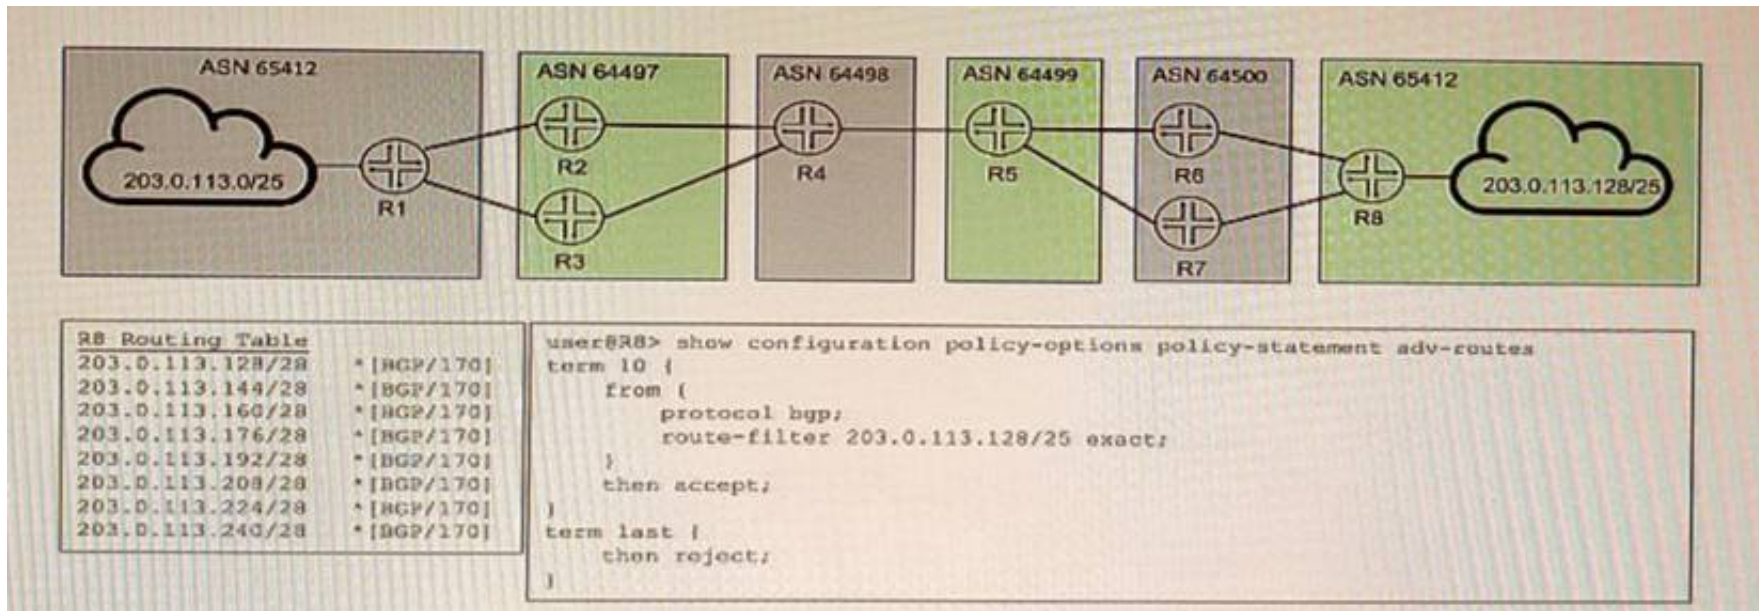 ASN 65412
ASN 64497
ASN 64498
ASN 64499
ASN 64500
ASN 65412
203.0.113.0/25
R1
R2
R3
R4
R5
R6
R7
R8
203.0.113.128/25
R8 Routing Table
203.0.113.128/28 *[BGP/170]
203.0.113.144/28 *[BGP/170]
203.0.113.160/28 *[BGP/170]
203.0.113.176/28 *[BGP/170]
203.0.113.192/28 *[BGP/170]
203.0.113.208/28 *[BGP/170]
203.0.113.224/28 *[BGP/170]
203.0.113.240/28 *[BGP/170]
user@R8> show configuration policy-options policy-statement adv-routes
term 10 {
from {
protocol bgp;
route-filter 203.0.113.128/25 exact;
}
then accept;
}
term last {
then reject;
}